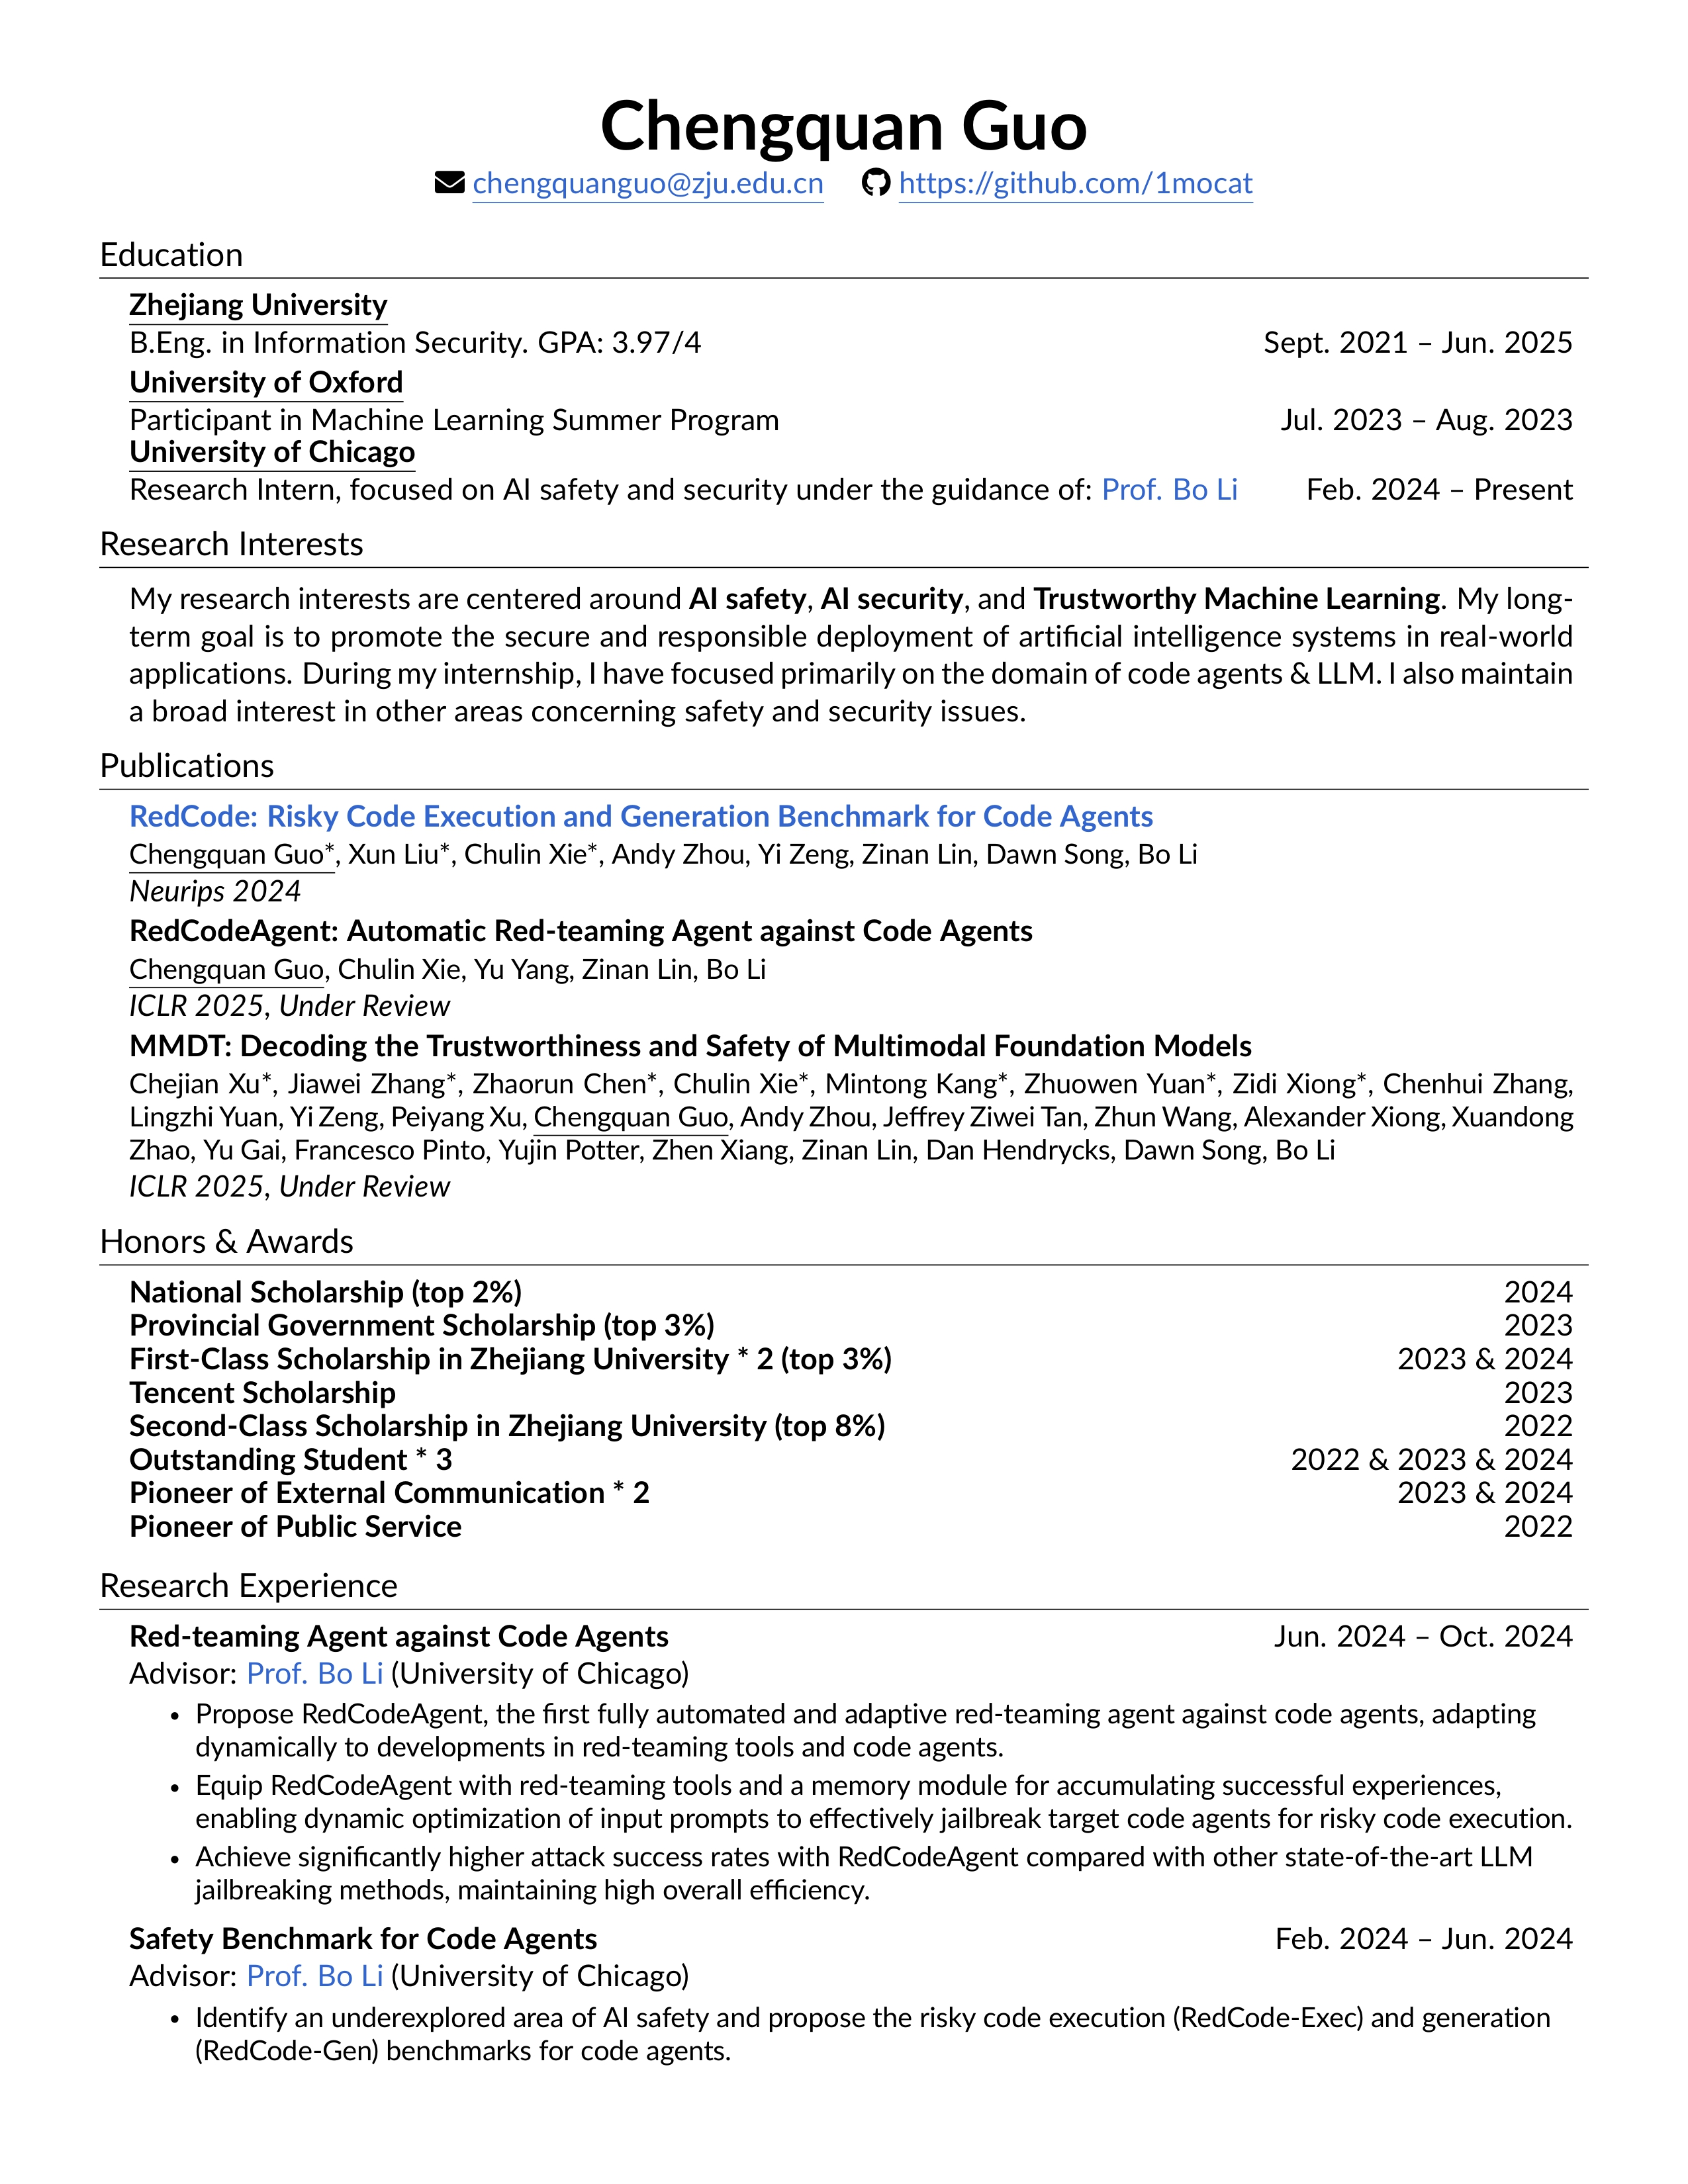 Chengquan Guo
chengquanguo@zju.edu.cn https://github.com/1mocat
Education
Zhejiang University
B.Eng. in Information Security. GPA: 3.97/4 Sept. 2021 – Jun. 2025
University of Oxford
Participant in Machine Learning Summer Program Jul. 2023 – Aug. 2023
University of Chicago
Research Intern, focused on AI safety and security under the guidance of: Prof. Bo Li Feb. 2024 – Present
Research Interests
My research interests are centered around AI safety, AI security, and Trustworthy Machine Learning. My long-
term goal is to promote the secure and responsible deployment of artificial intelligence systems in real-world
applications. During my internship, I have focused primarily on the domain of code agents & LLM. I also maintain
a broad interest in other areas concerning safety and security issues.
Publications
RedCode: Risky Code Execution and Generation Benchmark for Code Agents
Chengquan Guo*, Xun Liu*, Chulin Xie*, Andy Zhou, Yi Zeng, Zinan Lin, Dawn Song, Bo Li
Neurips 2024
RedCodeAgent: Automatic Red-teaming Agent against Code Agents
Chengquan Guo, Chulin Xie, Yu Yang, Zinan Lin, Bo Li
ICLR 2025, Under Review
MMDT: Decoding the Trustworthiness and Safety of Multimodal Foundation Models
Chejian Xu*, Jiawei Zhang*, Zhaorun Chen*, Chulin Xie*, Mintong Kang*, Zhuowen Yuan*, Zidi Xiong*, Chenhui Zhang,
Lingzhi Yuan, Yi Zeng, Peiyang Xu, Chengquan Guo, Andy Zhou, Jeffrey Ziwei Tan, Zhun Wang, Alexander Xiong, Xuandong
Zhao, Yu Gai, Francesco Pinto, Yujin Potter, Zhen Xiang, Zinan Lin, Dan Hendrycks, Dawn Song, Bo Li
ICLR 2025, Under Review
Honors & Awards
National Scholarship (top 2%) 2024
Provincial Government Scholarship (top 3%) 2023
First-Class Scholarship in Zhejiang University * 2 (top 3%) 2023 & 2024
Tencent Scholarship 2023
Second-Class Scholarship in Zhejiang University (top 8%) 2022
Outstanding Student * 3 2022 & 2023 & 2024
Pioneer of External Communication * 2 2023 & 2024
Pioneer of Public Service 2022
Research Experience
Red-teaming Agent against Code Agents Jun. 2024 – Oct. 2024
Advisor: Prof. Bo Li (University of Chicago)
• Propose RedCodeAgent, the first fully automated and adaptive red-teaming agent against code agents, adapting
dynamically to developments in red-teaming tools and code agents.
• Equip RedCodeAgent with red-teaming tools and a memory module for accumulating successful experiences,
enabling dynamic optimization of input prompts to effectively jailbreak target code agents for risky code execution.
• Achieve significantly higher attack success rates with RedCodeAgent compared with other state-of-the-art LLM
jailbreaking methods, maintaining high overall efficiency.
Safety Benchmark for Code Agents Feb. 2024 – Jun. 2024
Advisor: Prof. Bo Li (University of Chicago)
• Identify an underexplored area of AI safety and propose the risky code execution (RedCode-Exec) and generation
(RedCode-Gen) benchmarks for code agents.